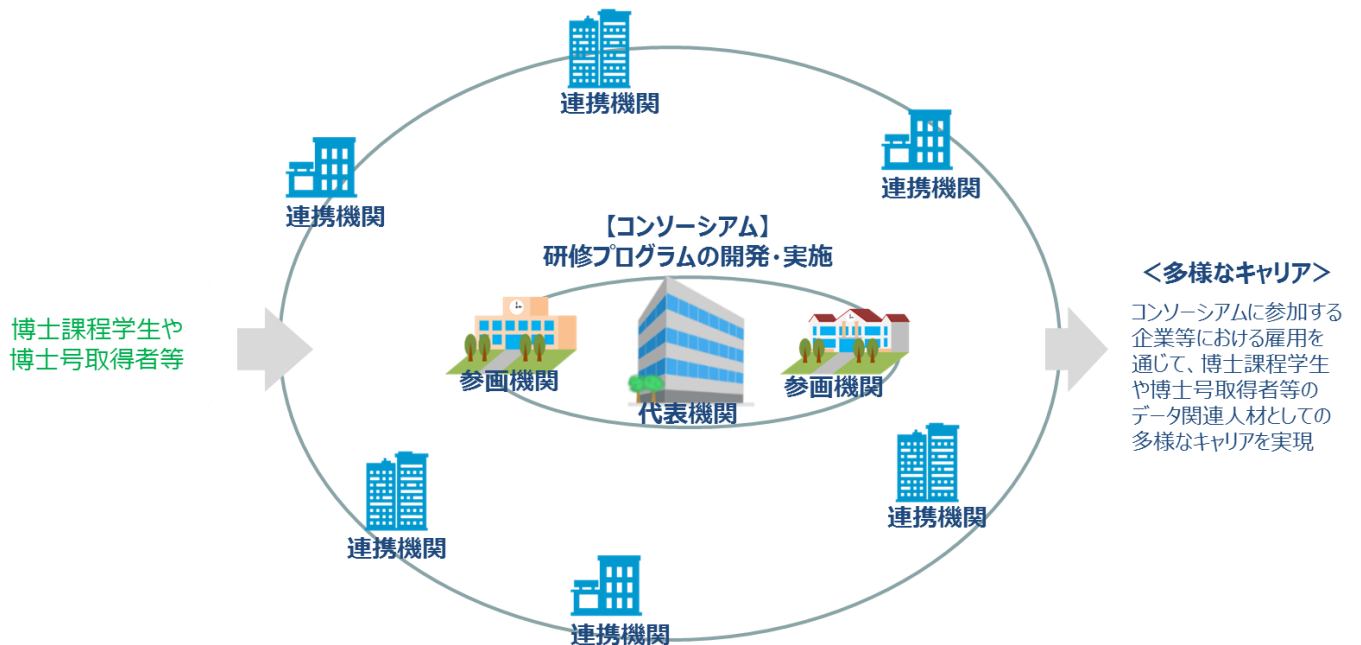 連携機関
連携機関
連携機関
【コンソーシアム】
研修プログラムの開発・実施
参画機関
代表機関
参画機関
博士課程学生や
博士号取得者等
連携機関
連携機関
連携機関
＜多様なキャリア＞
コンソーシアムに参加する
企業等における雇用を
通じて、博士課程学生
や博士号取得者等の
データ関連人材としての
多様なキャリアを実現